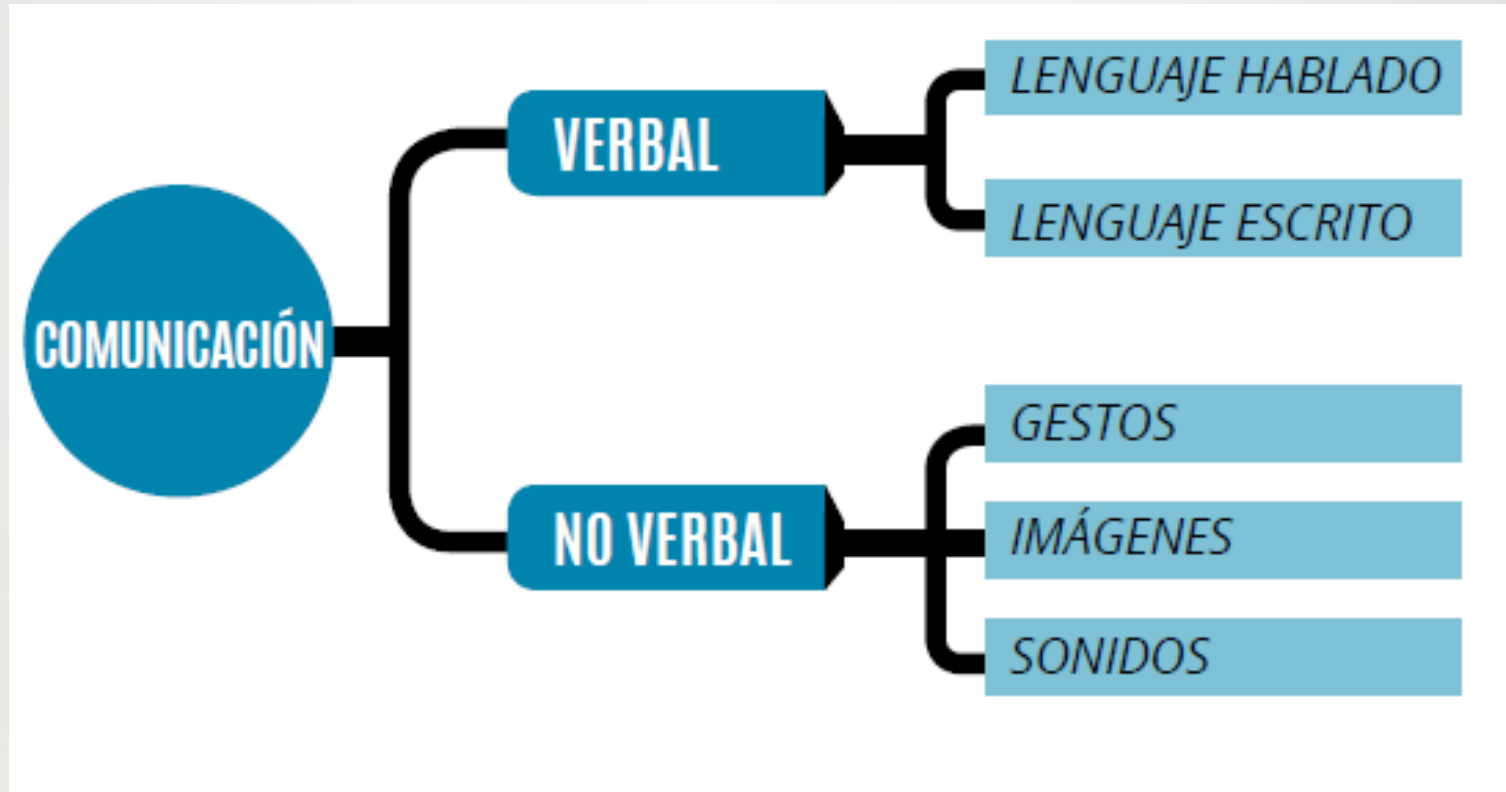 COMUNICACIÓN
VERBAL
LENGUAJE HABLADO
LENGUAJE ESCRITO
NO VERBAL
GESTOS
IMÁGENES
SONIDOS